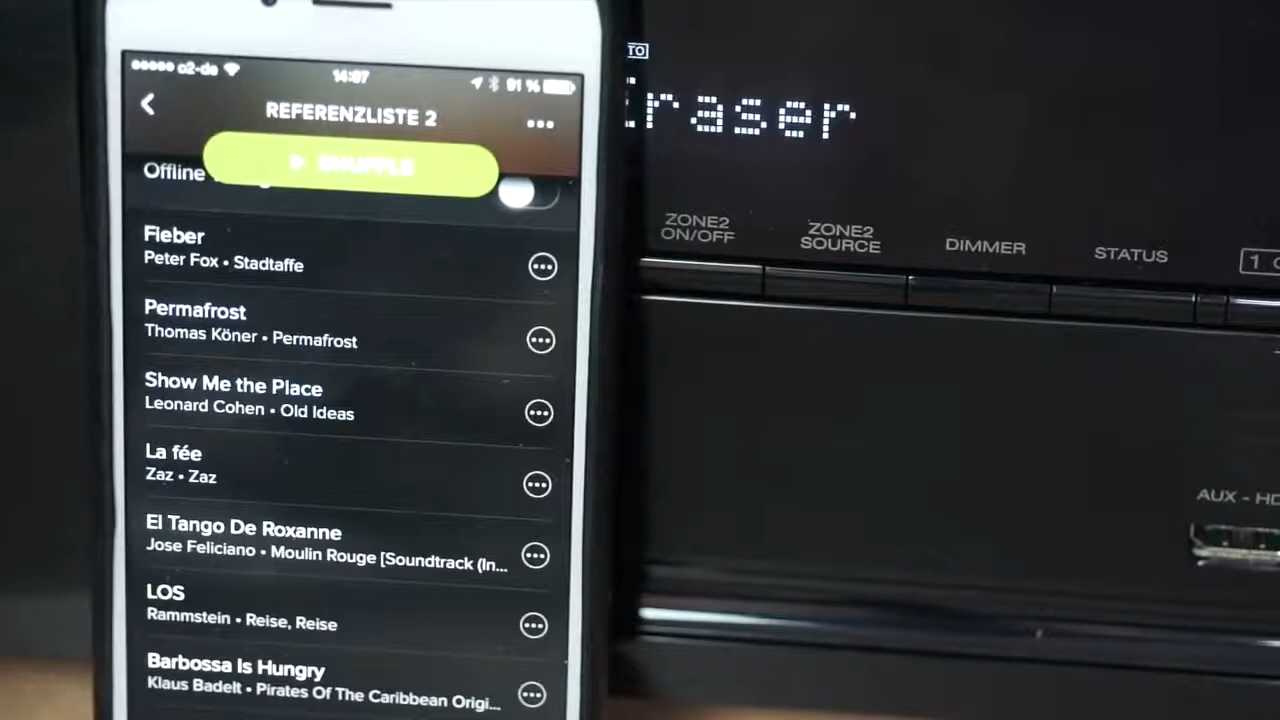 o2-de
14:07
91 %
REFERENZLISTE 2
SHUFFLE
Offline
Fieber
Peter Fox • Stadtaffe
Permafrost
Thomas Köner • Permafrost
Show Me the Place
Leonard Cohen • Old Ideas
La fée
Zaz • Zaz
El Tango De Roxanne
Jose Feliciano • Moulin Rouge [Soundtrack (In...
LOS
Rammstein • Reise, Reise
Barbossa Is Hungry
Klaus Badelt • Pirates Of The Caribbean Origi...
TO
raser
ZONE2
ON/OFF
ZONE2
SOURCE
DIMMER
STATUS
1
AUX - HD